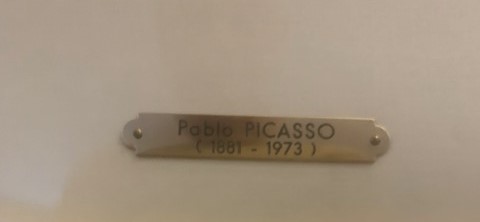 Pablo PICASSO
( 1881 - 1973 )